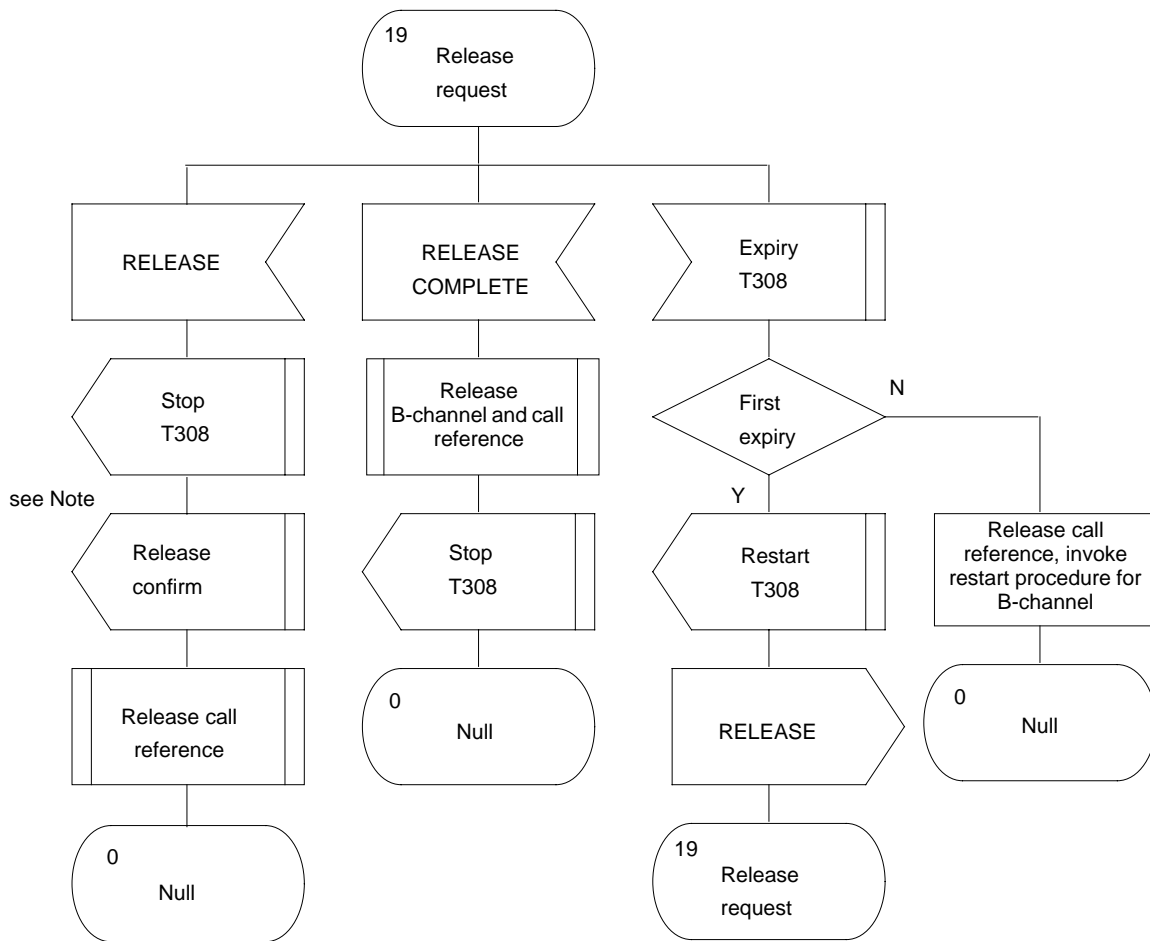 19
Release
request
RELEASE
RELEASE
COMPLETE
Expiry
T308
Stop
T308
Release
B-channel and call
reference
First
expiry
N
Y
see Note
Release
confirm
Stop
T308
Restart
T308
Release call
reference, invoke
restart procedure for
B-channel
Release call
reference
0
Null
RELEASE
0
Null
0
Null
19
Release
request